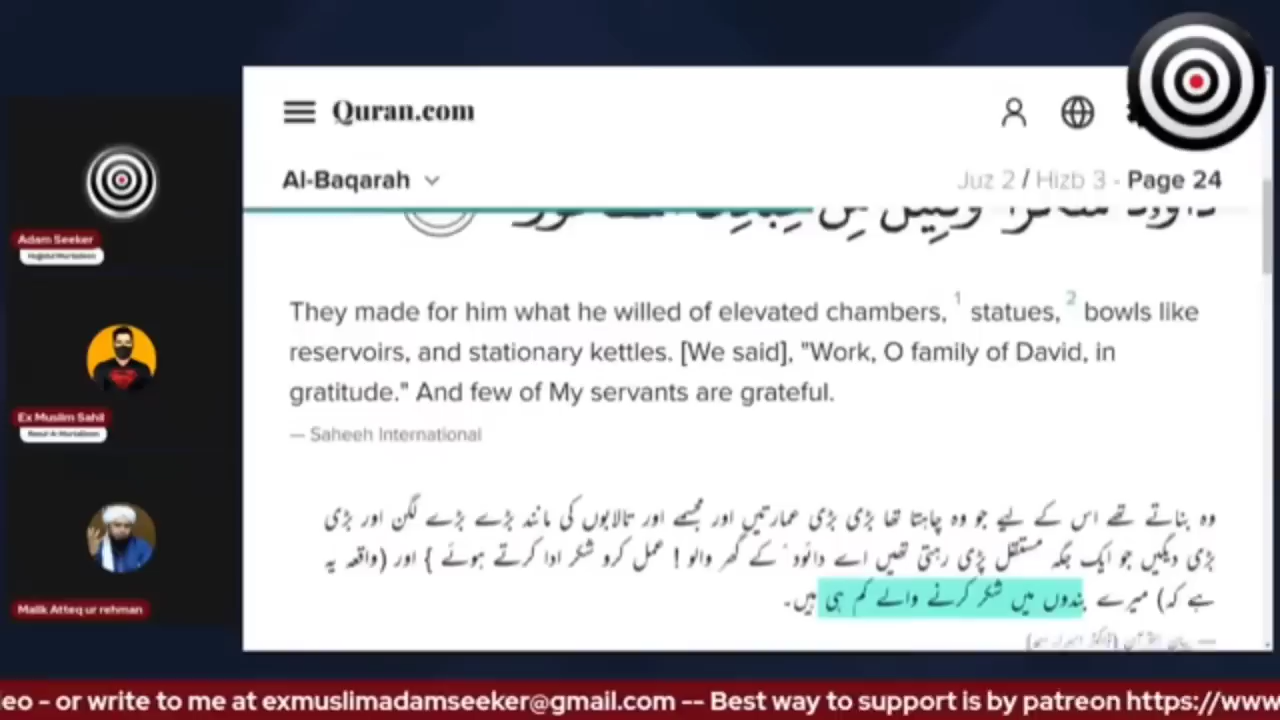 Quran.com
Al-Baqarah
Juz 2 / Hizb 3 - Page 24
They made for him what he willed of elevated chambers, 1 statues, 2 bowls like
reservoirs, and stationary kettles. [We said], "Work, O family of David, in
gratitude." And few of My servants are grateful.
— Saheeh International
وہ بناتے تھے اس کے لیے جو وہ چاہتا تھا بڑی بڑی عمارتیں اور مجسمے اور تالابوں کی مانند بڑے بڑے لگن اور بڑی
بڑی دیگیں جو ایک جگہ مستقل پڑی رہتی تھیں اے دائود ؑ کے گھر والو ! عمل کرو شکر ادا کرتے ہوئے } اور (واقعہ یہ
ہے کہ) میرے بندوں میں شکر کرنے والے کم ہی ہیں۔
Adam Seeker
Ex Muslim Sahil
Malik Atteq ur rehman
eo - or write to me at exmuslimadamseeker@gmail.com -- Best way to support is by patreon https://www